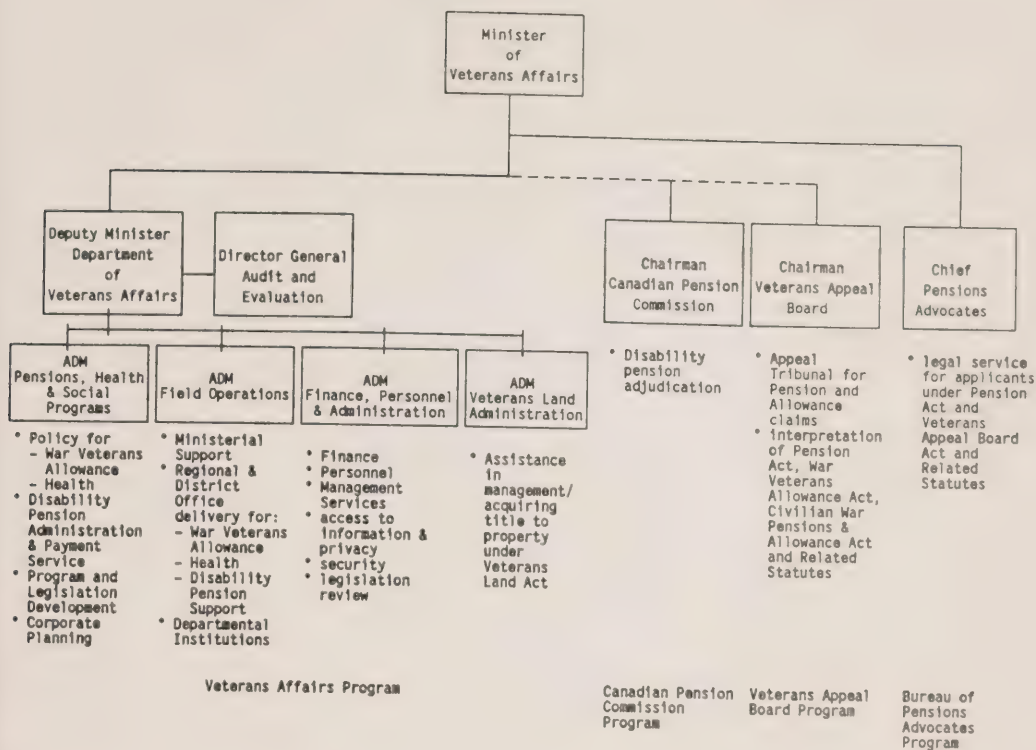 Minister
of
Veterans Affairs
Deputy Minister
Department
of
Veterans Affairs
Director General
Audit and
Evaluation
Chairman
Canadian Pension
Commission
Chairman
Veterans Appeal
Board
Chief
Pensions
Advocates
ADM
Pensions, Health
& Social
Programs
ADM
Field Operations
ADM
Finance, Personnel
& Administration
ADM
Veterans Land
Administration
° Policy for
- War Veterans
Allowance
- Health
° Disability
Pension
Administration
& Payment
Service
° Program and
Legislation
Development
° Corporate
Planning
° Ministerial
Support
° Regional &
District
Office
delivery for:
- War Veterans
Allowance
- Health
- Disability
Pension
Support
° Departmental
Institutions
° Finance
° Personnel
° Management
Services
° access to
information &
privacy
° security
° legislation
review
° Assistance
in
management/
acquiring
title to
property
under
Veterans
Land Act
° Disability
pension
adjudication
° Appeal
Tribunal for
Pension and
Allowance
claims
° interpretation
of Pension
Act, War
Veterans
Allowance Act,
Civilian War
Pensions &
Allowance Act
and Related
Statutes
° legal service
for applicants
under Pension
Act and
Veterans
Appeal Board
Act and
Related
Statutes
Veterans Affairs Program
Canadian Pension
Commission
Program
Veterans Appeal
Board Program
Bureau of
Pensions
Advocates
Program